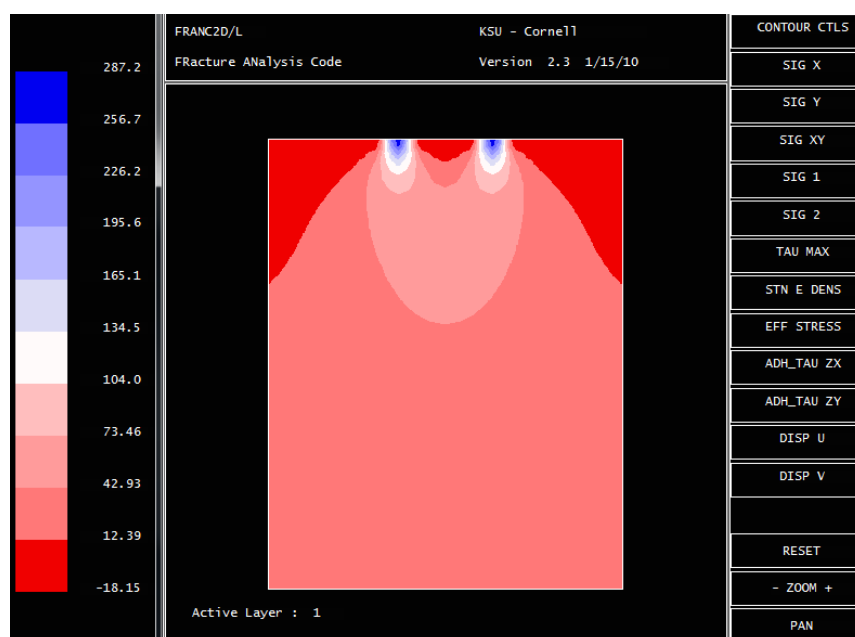 FRANC2D/L KSU - Cornell
FRacture ANalysis Code Version 2.3 1/15/10
287.2
256.7
226.2
195.6
165.1
134.5
104.0
73.46
42.93
12.39
-18.15
Active Layer : 1
CONTOUR CTLS
SIG X
SIG Y
SIG XY
SIG 1
SIG 2
TAU MAX
STN E DENS
EFF STRESS
ADH_TAU ZX
ADH_TAU ZY
DISP U
DISP V
RESET
- ZOOM +
PAN